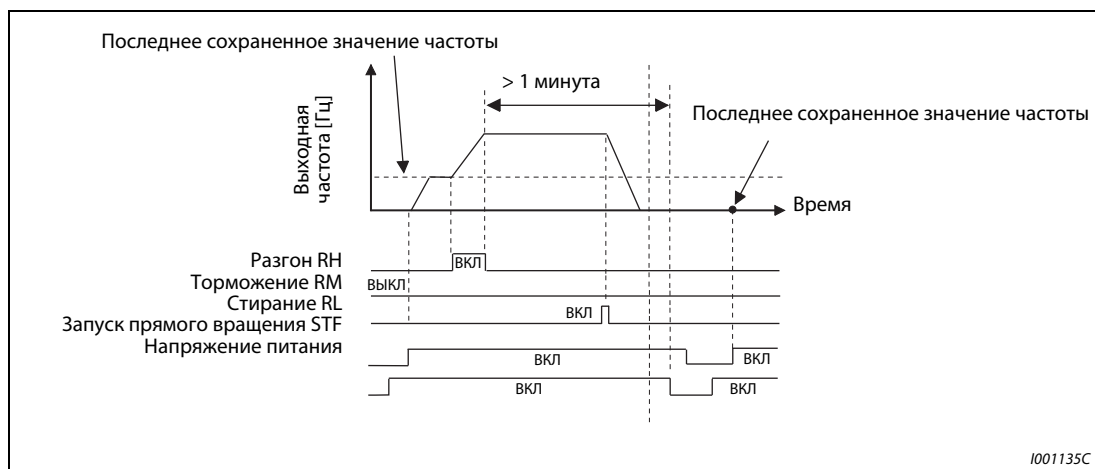 Последнее сохраненное значение частоты
> 1 минута
Последнее сохраненное значение частоты
Выходная
частота [Гц]
Время
Разгон RH
ВКЛ
Торможение RM
ВЫКЛ
Стирание RL
ВКЛ
Запуск прямого вращения STF
Напряжение питания
ВКЛ
ВКЛ
ВКЛ
ВКЛ
I001135C